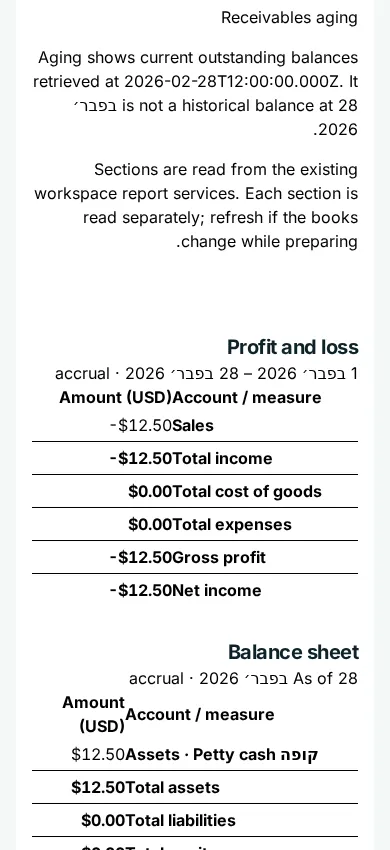 Receivables aging
Aging shows current outstanding balances
retrieved at 2026-02-28T12:00:00.000Z. It
is not a historical balance at 28 בפבר׳
2026.
Sections are read from the existing
workspace report services. Each section is
read separately; refresh if the books
change while preparing.
Profit and loss
1 בפבר׳ 2026 – 28 בפבר׳ 2026 · accrual
Account / measure Amount (USD)
Sales -$12.50
Total income -$12.50
Total cost of goods $0.00
Total expenses $0.00
Gross profit -$12.50
Net income -$12.50
Balance sheet
As of 28 בפבר׳ 2026 · accrual
Account / measure Amount (USD)
Assets · Petty cash קופה $12.50
Total assets $12.50
Total liabilities $0.00